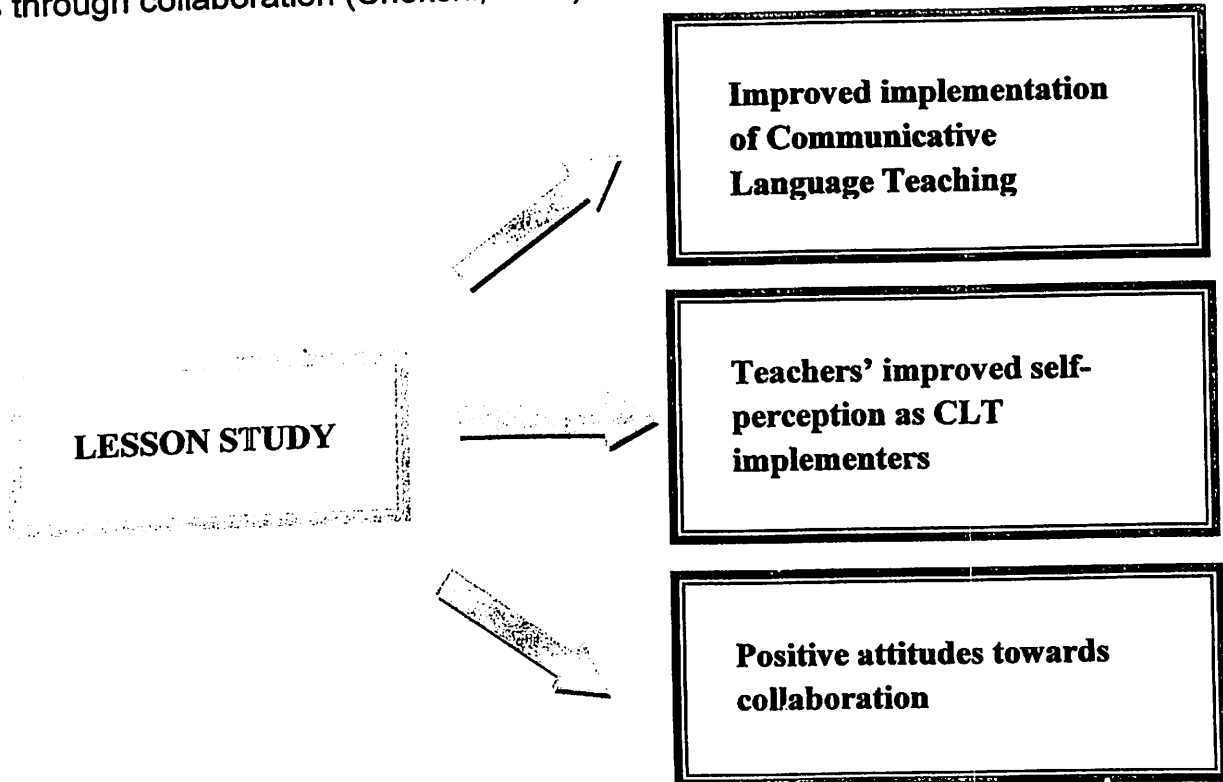 through collaboration
Improved implementation
of Communicative
Language Teaching
LESSON STUDY
Teachers' improved self-
perception as CLT
implementers
Positive attitudes towards
collaboration